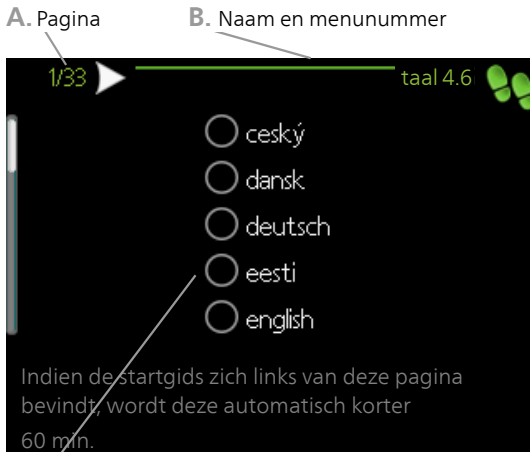 A. Pagina
B. Naam en menunummer
1/33
taal 4.6
ceský
dansk
deutsch
eesti
english
Indien de startgids zich links van deze pagina
bevindt, wordt deze automatisch korter
60 min.